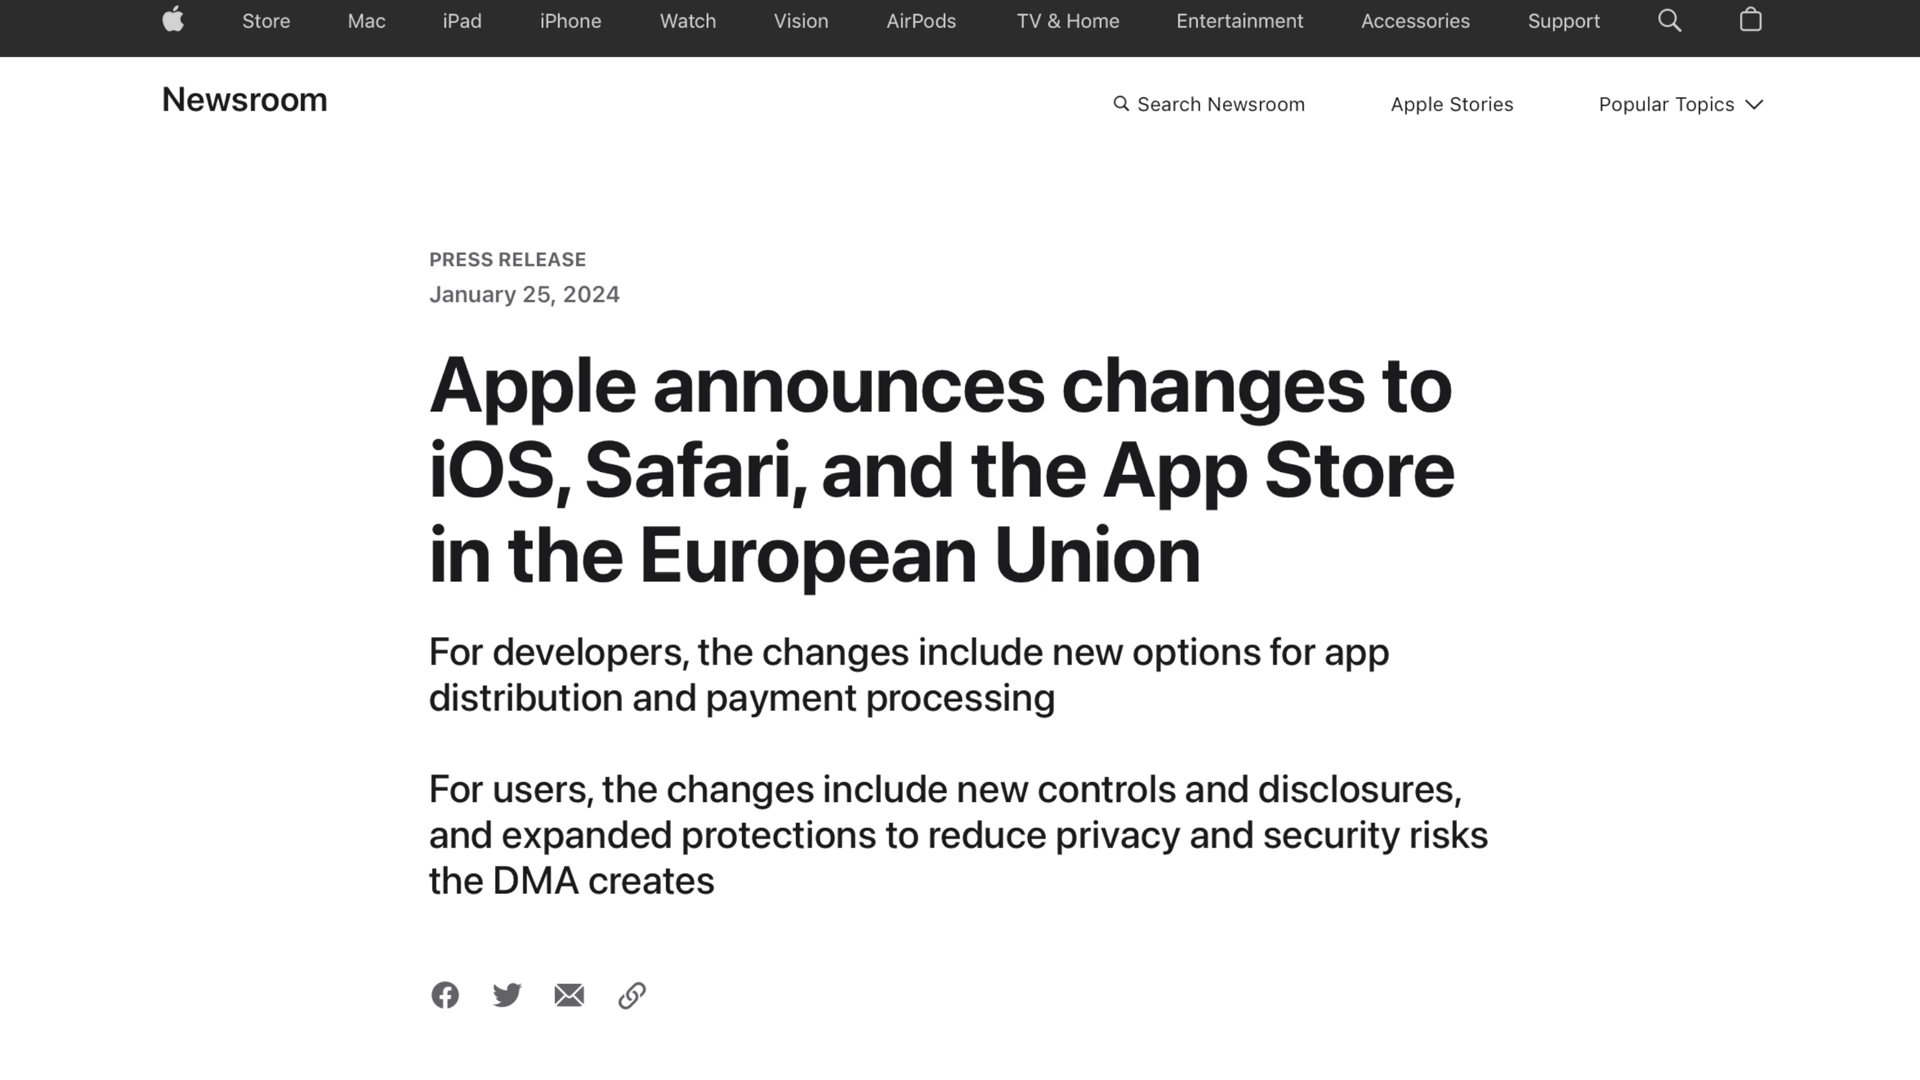 Store Mac iPad iPhone Watch Vision AirPods TV & Home Entertainment Accessories Support
Newsroom
Search Newsroom Apple Stories Popular Topics
PRESS RELEASE
January 25, 2024
Apple announces changes to
iOS, Safari, and the App Store
in the European Union
For developers, the changes include new options for app
distribution and payment processing
For users, the changes include new controls and disclosures,
and expanded protections to reduce privacy and security risks
the DMA creates